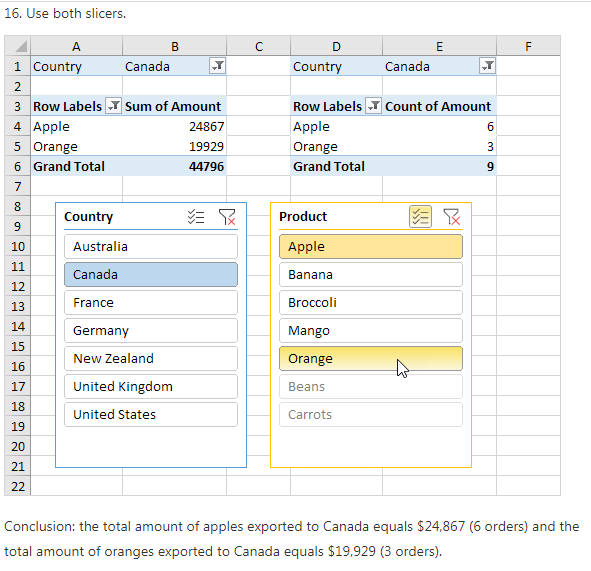 16. Use both slicers.
A B C D E F
1 Country Canada Country Canada
2
3 Row Labels Sum of Amount Row Labels Count of Amount
4 Apple 24867 Apple 6
5 Orange 19929 Orange 3
6 Grand Total 44796 Grand Total 9
7
8 Country Product
9
10 Australia Apple
11
12 Canada Banana
13 France Broccoli
14 Germany Mango
15
16 New Zealand Orange
17 United Kingdom Beans
18 United States Carrots
19
20
21
22
Conclusion: the total amount of apples exported to Canada equals $24,867 (6 orders) and the
total amount of oranges exported to Canada equals $19,929 (3 orders).